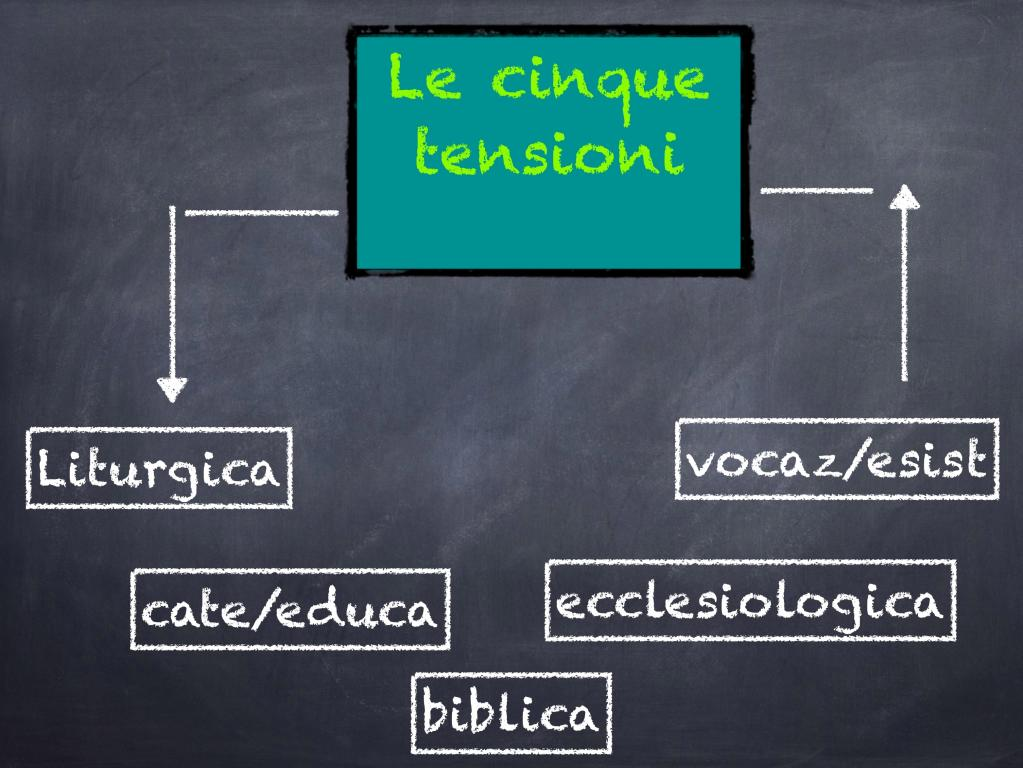 Le cinque
tensioni
Liturgica
vocaz/esist
cate/educa
ecclesiologica
biblica